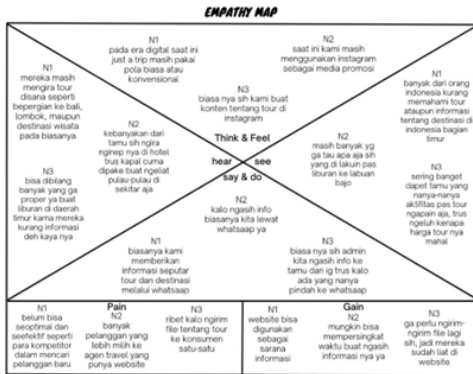 EMPATHY MAP
N1
pada era digital saat ini
just a trip masih pakai
pola biasa atau
konvensional
N2
saat ini kami masih
menggunakan instagram
sebagai media promosi
N3
biasa nya sih kami buat
konten tentang tour di
instagram
Think & Feel
N1
mereka masih
mengira tour
disana seperti
bepergian ke bali,
lombok, maupun
destinasi wisata
pada biasanya
N2
kebanyakan dari
tamu sih ngira
nginep nya di hotel
trus kapal cuma
dipake buat ngeliat
pulau-pulau di
sekitar aja
N3
bisa dibilang
banyak yang ga
proper ya buat
liburan di daerah
timur karna mereka
kurang informasi
deh kaya nya
hear
see
N1
banyak dari orang
indonesia kurang
memahami tour
ataupun informasi
tentang destinasi di
indonesia bagian
timur
N2
masih banyak yg
ga tau apa aja sih
yang di lakuin pas
liburan ke labuan
bajo
N3
sering banget
dapet tamu yang
nanya-nanya
aktifitas pas tour
ngapain aja, trus
ngeluh kenapa
harga tour nya
mahal
say & do
N2
kalo ngasih info
biasanya kita lewat
whatsaap ya
N1
biasanya kami
memberikan
informasi seputar
tour dan destinasi
melalui whatsaap
N3
biasa nya sih admin
kita ngasih info ke
tamu dari ig trus kalo
ada yang nanya
pindah ke whatsaap
Pain
N1
belum bisa
seoptimal dan
seefektif seperti
para kompetitor
dalam mencari
pelanggan baru
N2
banyak
pelanggan yang
lebih milih ke
agen travel yang
punya website
N3
ribet kalo ngirim
file tentang tour
ke konsumen
satu-satu
Gain
N1
website bisa
digunakan
sebagai
sarana
informasi
N2
mungkin bisa
mempersingkat
waktu buat ngasih
informasi nya ya
N3
ga perlu ngirim-
ngirim file lagi
sih, jadi mereka
sudah liat di
website